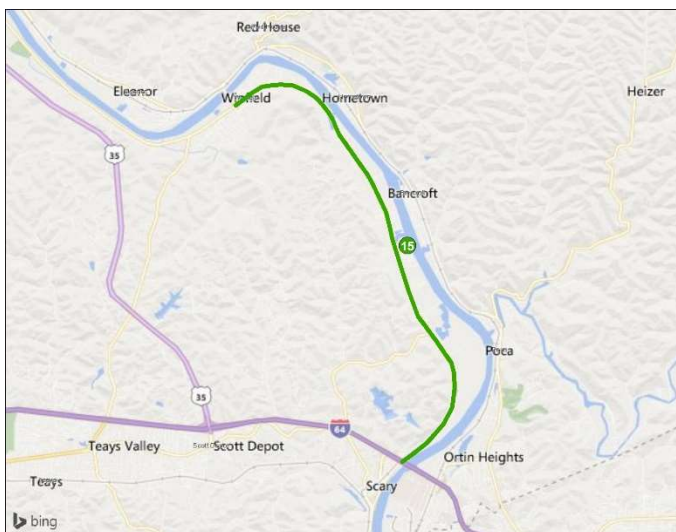 Red House
Eleanor
Winfield
Hometown
Heizer
35
Bancroft
15
Poca
35
64
Teays Valley
Scott Depot
Ortin Heights
Teays
Scary
bing